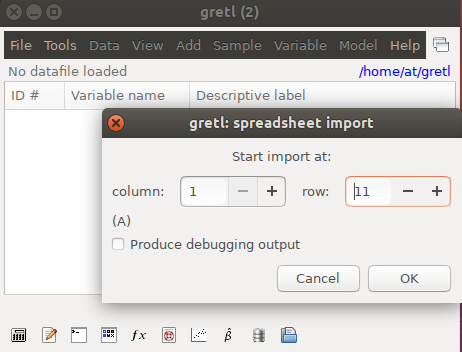 gretl (2)
File Tools Data View Add Sample Variable Model Help
No datafile loaded /home/at/gretl
ID # Variable name Descriptive label
gretl: spreadsheet import
Start import at:
column: 1 − + row: 11 − +
(A)
Produce debugging output
Cancel OK
fx β̂